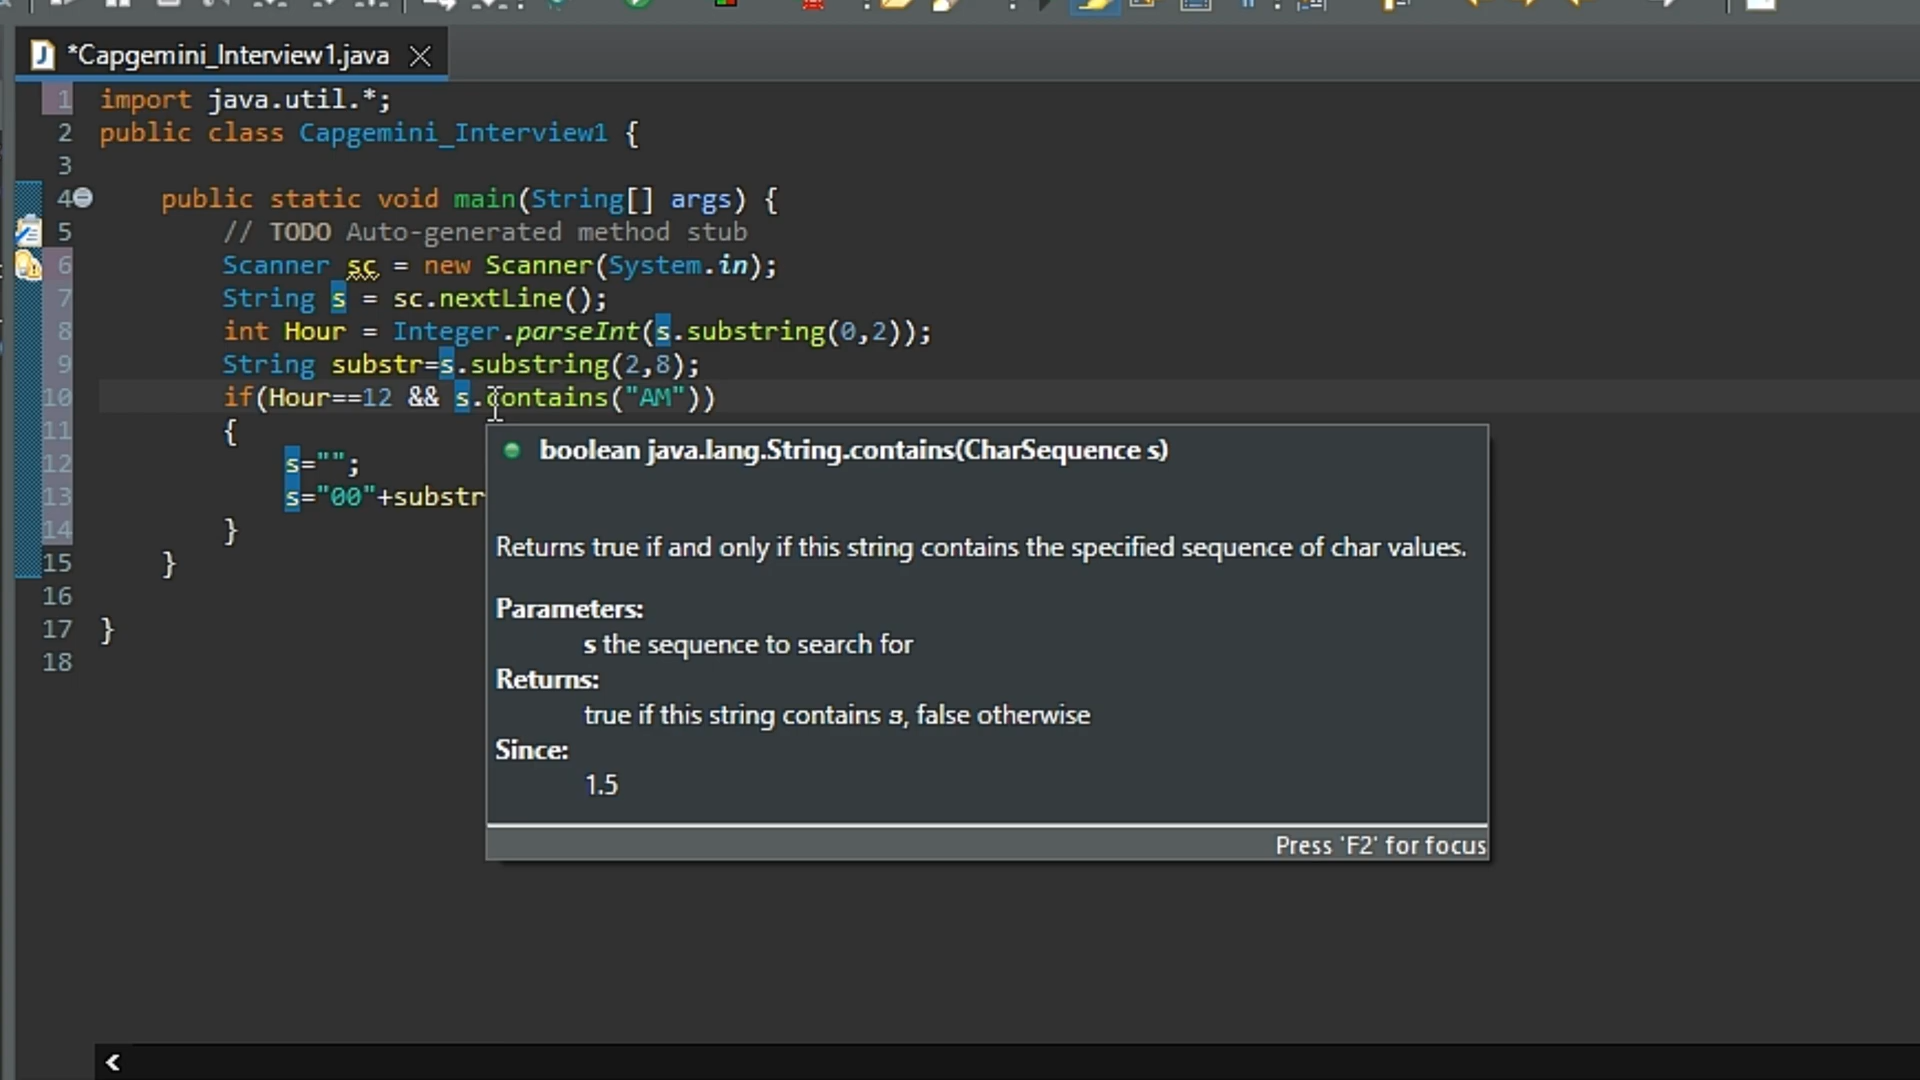 *Capgemini_Interview1.java
1 import java.util.*;
2 public class Capgemini_Interview1 {
3
4 public static void main(String[] args) {
5 // TODO Auto-generated method stub
6 Scanner sc = new Scanner(System.in);
7 String s = sc.nextLine();
8 int Hour = Integer.parseInt(s.substring(0,2));
9 String substr=s.substring(2,8);
10 if(Hour==12 && s.contains("AM"))
11 {
12 s="";
13 s="00"+substr
14 }
15 }
16
17 }
18
boolean java.lang.String.contains(CharSequence s)
Returns true if and only if this string contains the specified sequence of char values.
Parameters:
s the sequence to search for
Returns:
true if this string contains s, false otherwise
Since:
1.5
Press 'F2' for focus